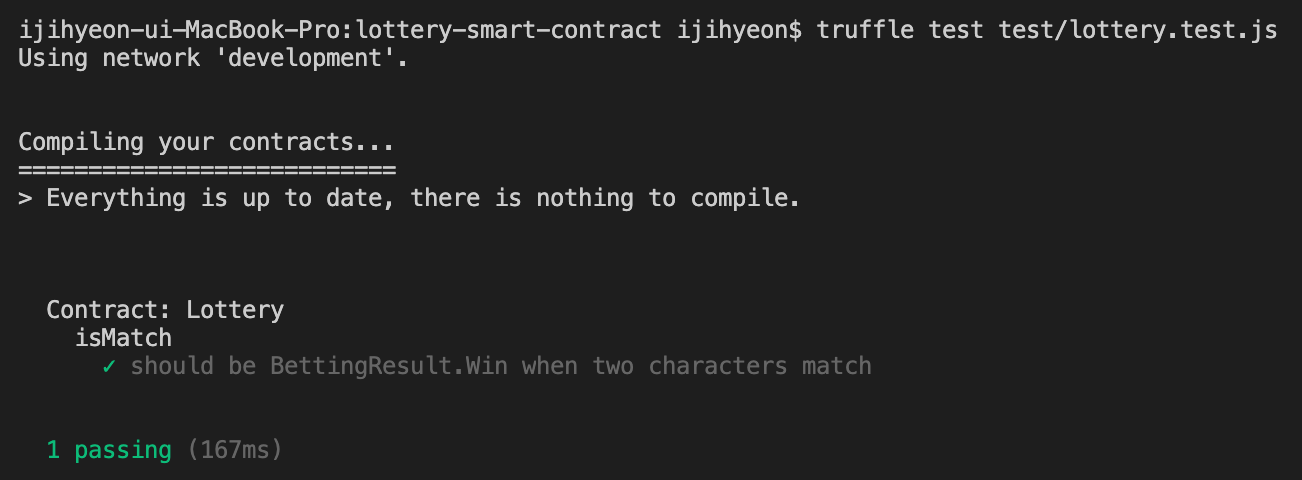 ijihyeon-ui-MacBook-Pro:lottery-smart-contract ijihyeon$ truffle test test/lottery.test.js
Using network 'development'.
Compiling your contracts...
===========================
> Everything is up to date, there is nothing to compile.
Contract: Lottery
isMatch
✓ should be BettingResult.Win when two characters match
1 passing (167ms)